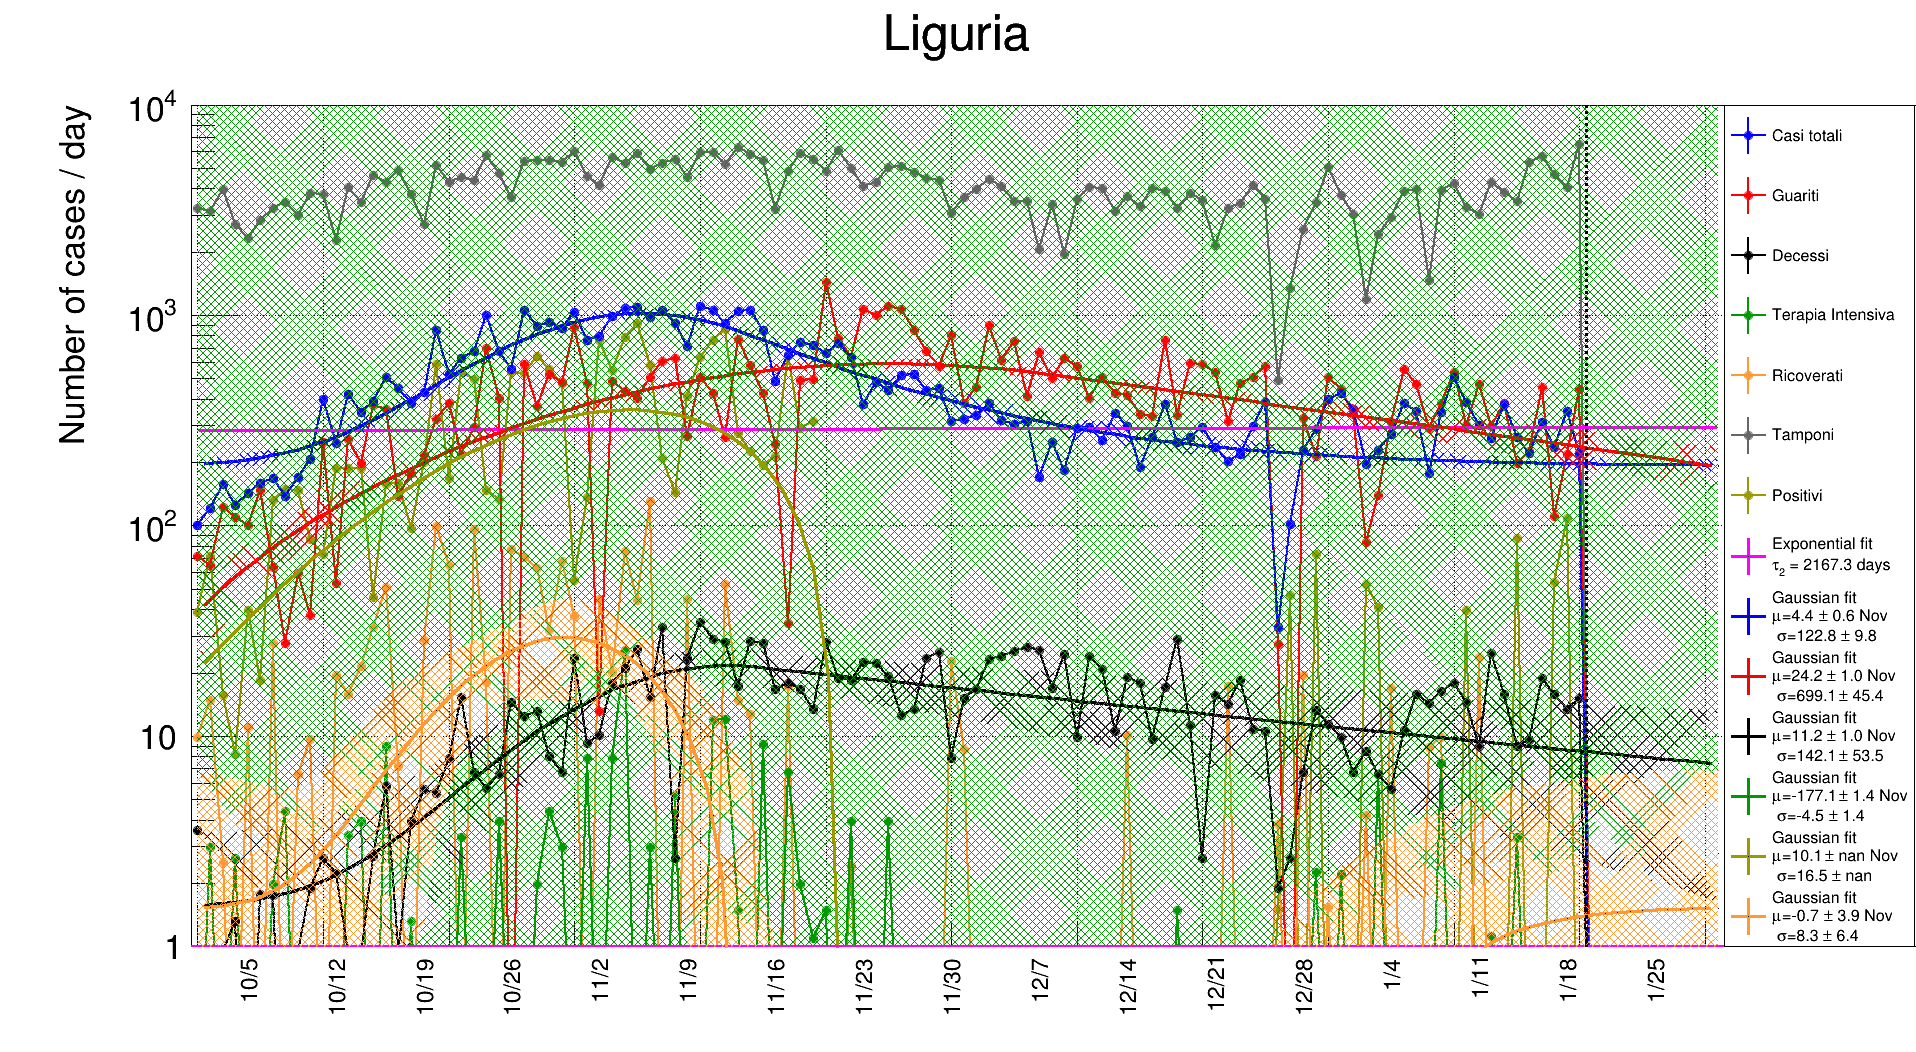 Liguria
Number of cases / day
10^4
10^3
10^2
10
1
10/5
10/12
10/19
10/26
11/2
11/9
11/16
11/23
11/30
12/7
12/14
12/21
12/28
1/4
1/11
1/18
1/25
Casi totali
Guariti
Decessi
Terapia Intensiva
Ricoverati
Tamponi
Positivi
Exponential fit
τ₂ = 2167.3 days
Gaussian fit
μ=4.4 ± 0.6 Nov
σ=122.8 ± 9.8
Gaussian fit
μ=24.2 ± 1.0 Nov
σ=699.1 ± 45.4
Gaussian fit
μ=11.2 ± 1.0 Nov
σ=142.1 ± 53.5
Gaussian fit
μ=-177.1 ± 1.4 Nov
σ=-4.5 ± 1.4
Gaussian fit
μ=10.1 ± nan Nov
σ=16.5 ± nan
Gaussian fit
μ=-0.7 ± 3.9 Nov
σ=8.3 ± 6.4